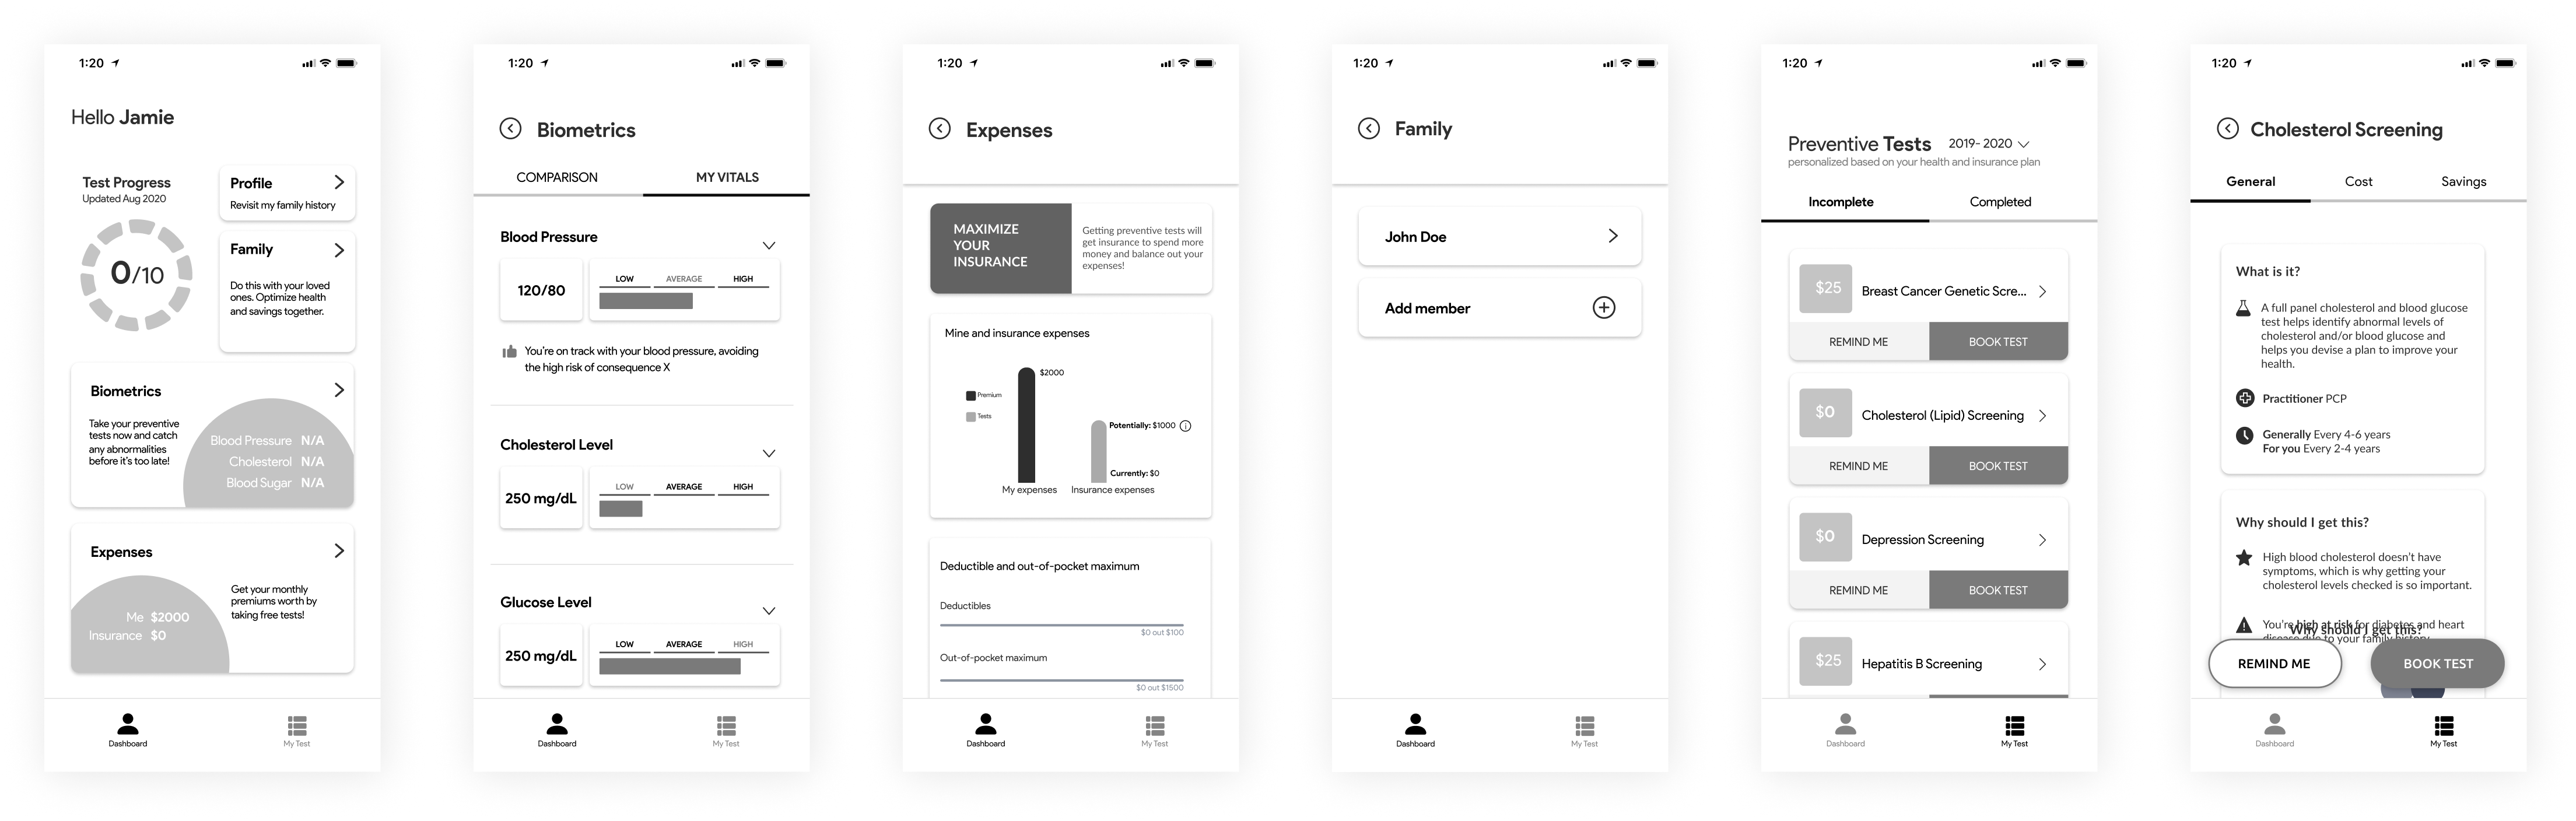 1:20
Hello Jamie
Test Progress
Updated Aug 2020
0/10
Profile
Revisit my family history
Family
Do this with your loved
ones. Optimize health
and savings together.
Biometrics
Take your preventive
tests now and catch
any abnormalities
before it's too late!
Blood Pressure N/A
Cholesterol N/A
Blood Sugar N/A
Expenses
Me $2000
Insurance $0
Get your monthly
premiums worth by
taking free tests!
Dashboard
My Test
1:20
Biometrics
COMPARISON
MY VITALS
Blood Pressure
120/80
LOW AVERAGE HIGH
You're on track with your blood pressure, avoiding
the high risk of consequence X
Cholesterol Level
250 mg/dL
LOW AVERAGE HIGH
Glucose Level
250 mg/dL
LOW AVERAGE HIGH
Dashboard
My Test
1:20
Expenses
MAXIMIZE
YOUR
INSURANCE
Getting preventive tests will
get insurance to spend more
money and balance out your
expenses!
Mine and insurance expenses
$2000
Premium
Tests
Potentially: $1000
Currently: $0
My expenses
Insurance expenses
Deductible and out-of-pocket maximum
Deductibles
$0 out $100
Out-of-pocket maximum
$0 out $1500
Dashboard
My Test
1:20
Family
John Doe
Add member
Dashboard
My Test
1:20
Preventive Tests 2019- 2020
personalized based on your health and insurance plan
Incomplete
Completed
$25
Breast Cancer Genetic Scre...
REMIND ME
BOOK TEST
$0
Cholesterol (Lipid) Screening
REMIND ME
BOOK TEST
$0
Depression Screening
REMIND ME
BOOK TEST
$25
Hepatitis B Screening
Dashboard
My Test
1:20
Cholesterol Screening
General
Cost
Savings
What is it?
A full panel cholesterol and blood glucose
test helps identify abnormal levels of
cholesterol and/or blood glucose and
helps you devise a plan to improve your
health.
Practitioner PCP
Generally Every 4-6 years
For you Every 2-4 years
Why should I get this?
High blood cholesterol doesn't have
symptoms, which is why getting your
cholesterol levels checked is so important.
You're high at risk for diabetes and heart
disease due to your family history
Why should I get this?
REMIND ME
BOOK TEST
Dashboard
My Test